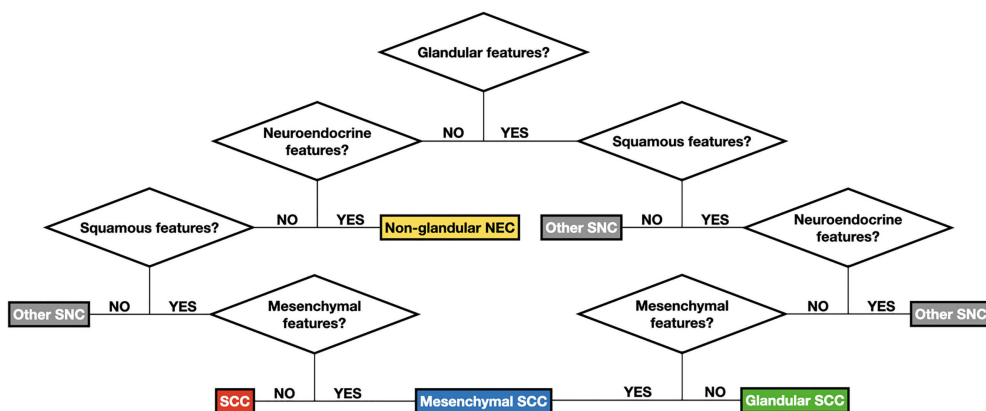 Glandular features?
NO YES
Neuroendocrine
features?
Squamous features?
NO YES
Non-glandular NEC
Other SNC
NO YES
Squamous features?
Neuroendocrine
features?
Other SNC
NO YES
Mesenchymal
features?
Mesenchymal
features?
NO YES
Other SNC
SCC
NO YES
Mesenchymal SCC
YES NO
Glandular SCC